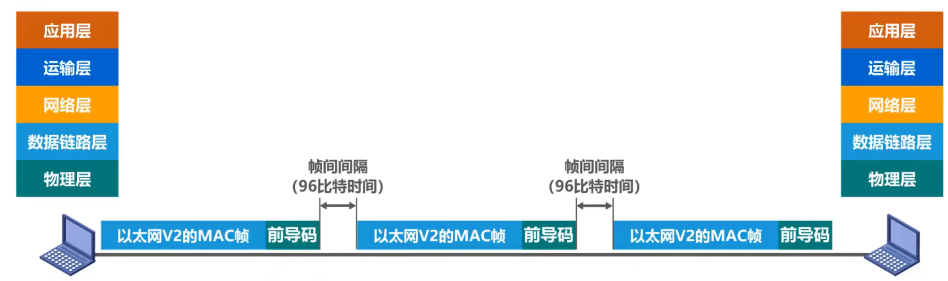 应用层
运输层
网络层
数据链路层
物理层
应用层
运输层
网络层
数据链路层
物理层
帧间间隔
(96比特时间)
帧间间隔
(96比特时间)
以太网V2的MAC帧 前导码
以太网V2的MAC帧 前导码
以太网V2的MAC帧 前导码